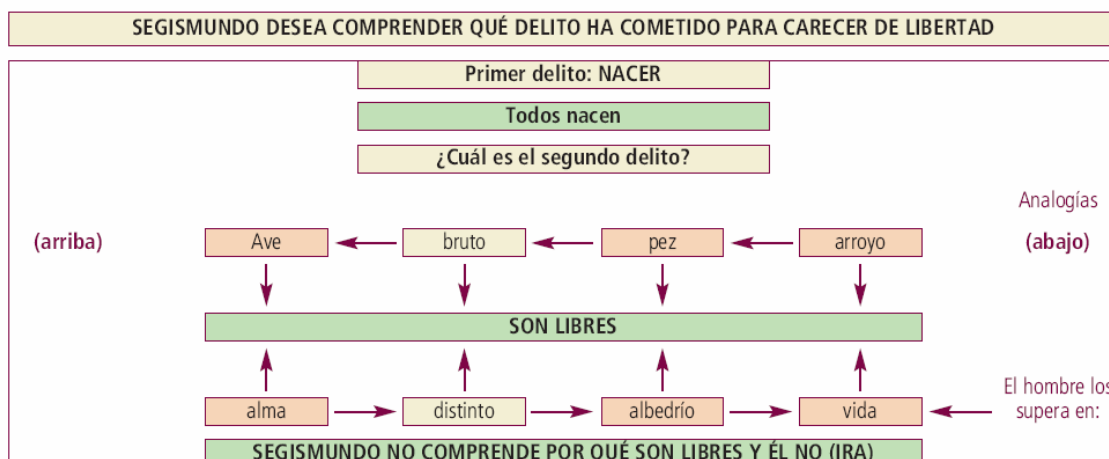 SEGISMUNDO DESEA COMPRENDER QUÉ DELITO HA COMETIDO PARA CARECER DE LIBERTAD
Primer delito: NACER
Todos nacen
¿Cuál es el segundo delito?
Analogías
(arriba)
Ave
bruto
pez
arroyo
(abajo)
SON LIBRES
alma
distinto
albedrío
vida
El hombre los
supera en:
SEGISMUNDO NO COMPRENDE POR QUÉ SON LIBRES Y ÉL NO (IRA)